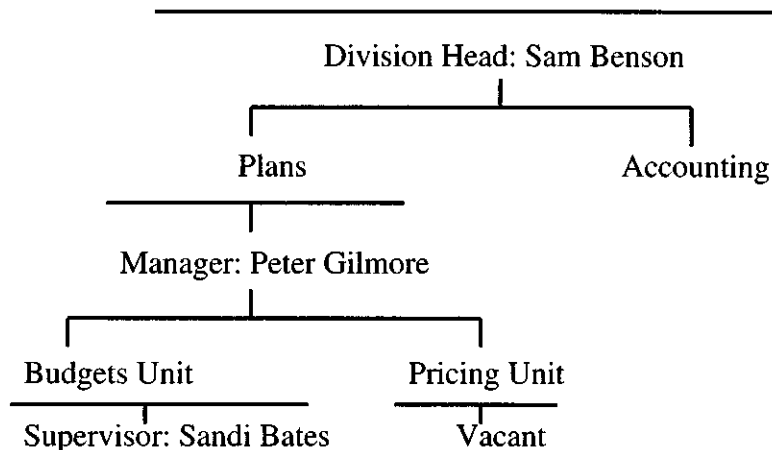 Division Head: Sam Benson
Plans Accounting
Manager: Peter Gilmore
Budgets Unit Pricing Unit
Supervisor: Sandi Bates Vacant